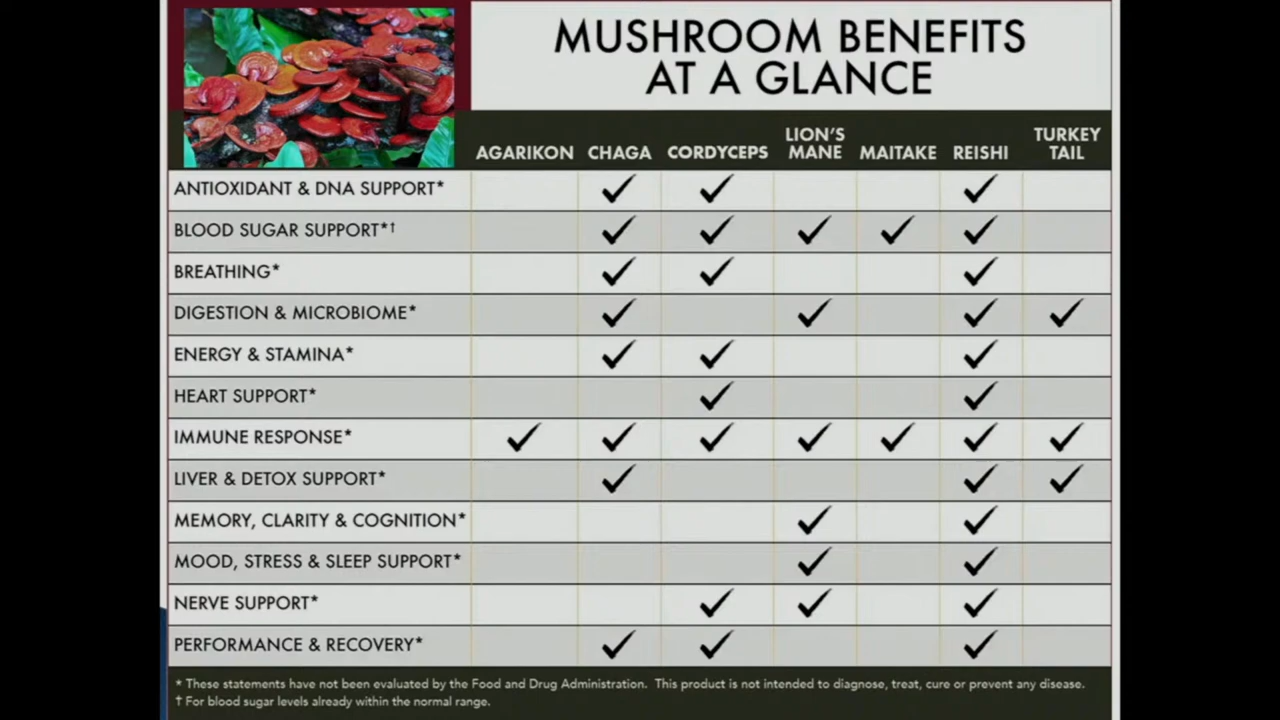 MUSHROOM BENEFITS
AT A GLANCE
AGARIKON CHAGA CORDYCEPS LION'S MANE MAITAKE REISHI TURKEY TAIL
ANTIOXIDANT & DNA SUPPORT* ✓ ✓ ✓
BLOOD SUGAR SUPPORT*† ✓ ✓ ✓ ✓ ✓
BREATHING* ✓ ✓ ✓
DIGESTION & MICROBIOME* ✓ ✓ ✓ ✓
ENERGY & STAMINA* ✓ ✓ ✓
HEART SUPPORT* ✓ ✓
IMMUNE RESPONSE* ✓ ✓ ✓ ✓ ✓ ✓ ✓
LIVER & DETOX SUPPORT* ✓ ✓ ✓
MEMORY, CLARITY & COGNITION* ✓ ✓
MOOD, STRESS & SLEEP SUPPORT* ✓ ✓
NERVE SUPPORT* ✓ ✓ ✓
PERFORMANCE & RECOVERY* ✓ ✓ ✓
* These statements have not been evaluated by the Food and Drug Administration. This product is not intended to diagnose, treat, cure or prevent any disease.
† For blood sugar levels already within the normal range.